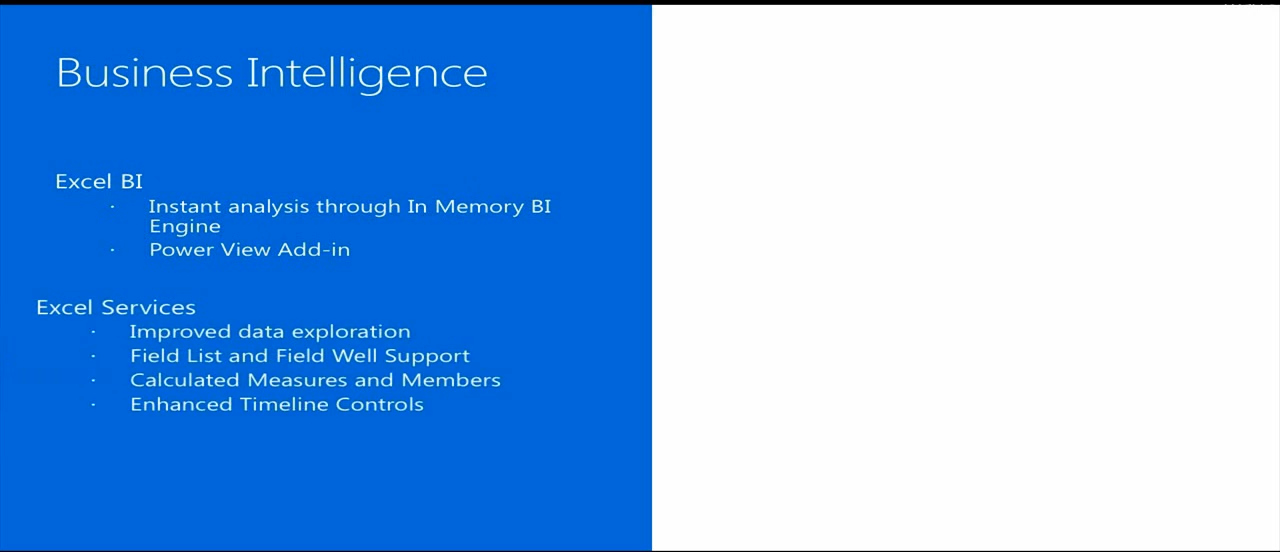 Business Intelligence
Excel BI
· Instant analysis through In Memory BI
Engine
· Power View Add-in
Excel Services
· Improved data exploration
· Field List and Field Well Support
· Calculated Measures and Members
· Enhanced Timeline Controls